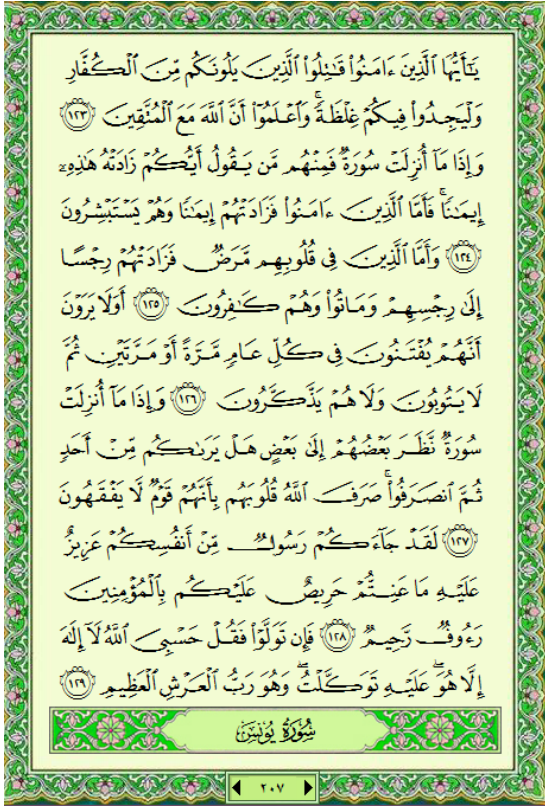 يَـٰٓأَيُّهَا ٱلَّذِينَ ءَامَنُوا۟ قَـٰتِلُوا۟ ٱلَّذِينَ يَلُونَكُم مِّنَ ٱلْكُفَّارِ
وَلْيَجِدُوا۟ فِيكُمْ غِلْظَةً ۚ وَٱعْلَمُوٓا۟ أَنَّ ٱللَّهَ مَعَ ٱلْمُتَّقِينَ ١٢٣
وَإِذَا مَآ أُنزِلَتْ سُورَةٌ فَمِنْهُم مَّن يَقُولُ أَيُّكُمْ زَادَتْهُ هَـٰذِهِۦٓ
إِيمَـٰنًا ۚ فَأَمَّا ٱلَّذِينَ ءَامَنُوا۟ فَزَادَتْهُمْ إِيمَـٰنًا وَهُمْ يَسْتَبْشِرُونَ
١٢٤ وَأَمَّا ٱلَّذِينَ فِى قُلُوبِهِم مَّرَضٌ فَزَادَتْهُمْ رِجْسًا
إِلَىٰ رِجْسِهِمْ وَمَاتُوا۟ وَهُمْ كَـٰفِرُونَ ١٢٥ أَوَلَا يَرَوْنَ
أَنَّهُمْ يُفْتَنُونَ فِى كُلِّ عَامٍ مَّرَّةً أَوْ مَرَّتَيْنِ ثُمَّ
لَا يَتُوبُونَ وَلَا هُمْ يَذَّكَّرُونَ ١٢٦ وَإِذَا مَآ أُنزِلَتْ
سُورَةٌ نَّظَرَ بَعْضُهُمْ إِلَىٰ بَعْضٍ هَلْ يَرَىٰكُم مِّنْ أَحَدٍ
ثُمَّ ٱنصَرَفُوا۟ ۚ صَرَفَ ٱللَّهُ قُلُوبَهُم بِأَنَّهُمْ قَوْمٌ لَّا يَفْقَهُونَ
١٢٧ لَقَدْ جَآءَكُمْ رَسُولٌ مِّنْ أَنفُسِكُمْ عَزِيزٌ
عَلَيْهِ مَا عَنِتُّمْ حَرِيصٌ عَلَيْكُم بِٱلْمُؤْمِنِينَ
رَءُوفٌ رَّحِيمٌ ١٢٨ فَإِن تَوَلَّوْا۟ فَقُلْ حَسْبِىَ ٱللَّهُ لَآ إِلَـٰهَ
إِلَّا هُوَ ۖ عَلَيْهِ تَوَكَّلْتُ ۖ وَهُوَ رَبُّ ٱلْعَرْشِ ٱلْعَظِيمِ ١٢٩
سُورَةُ يُونُسَ
٢٠٧